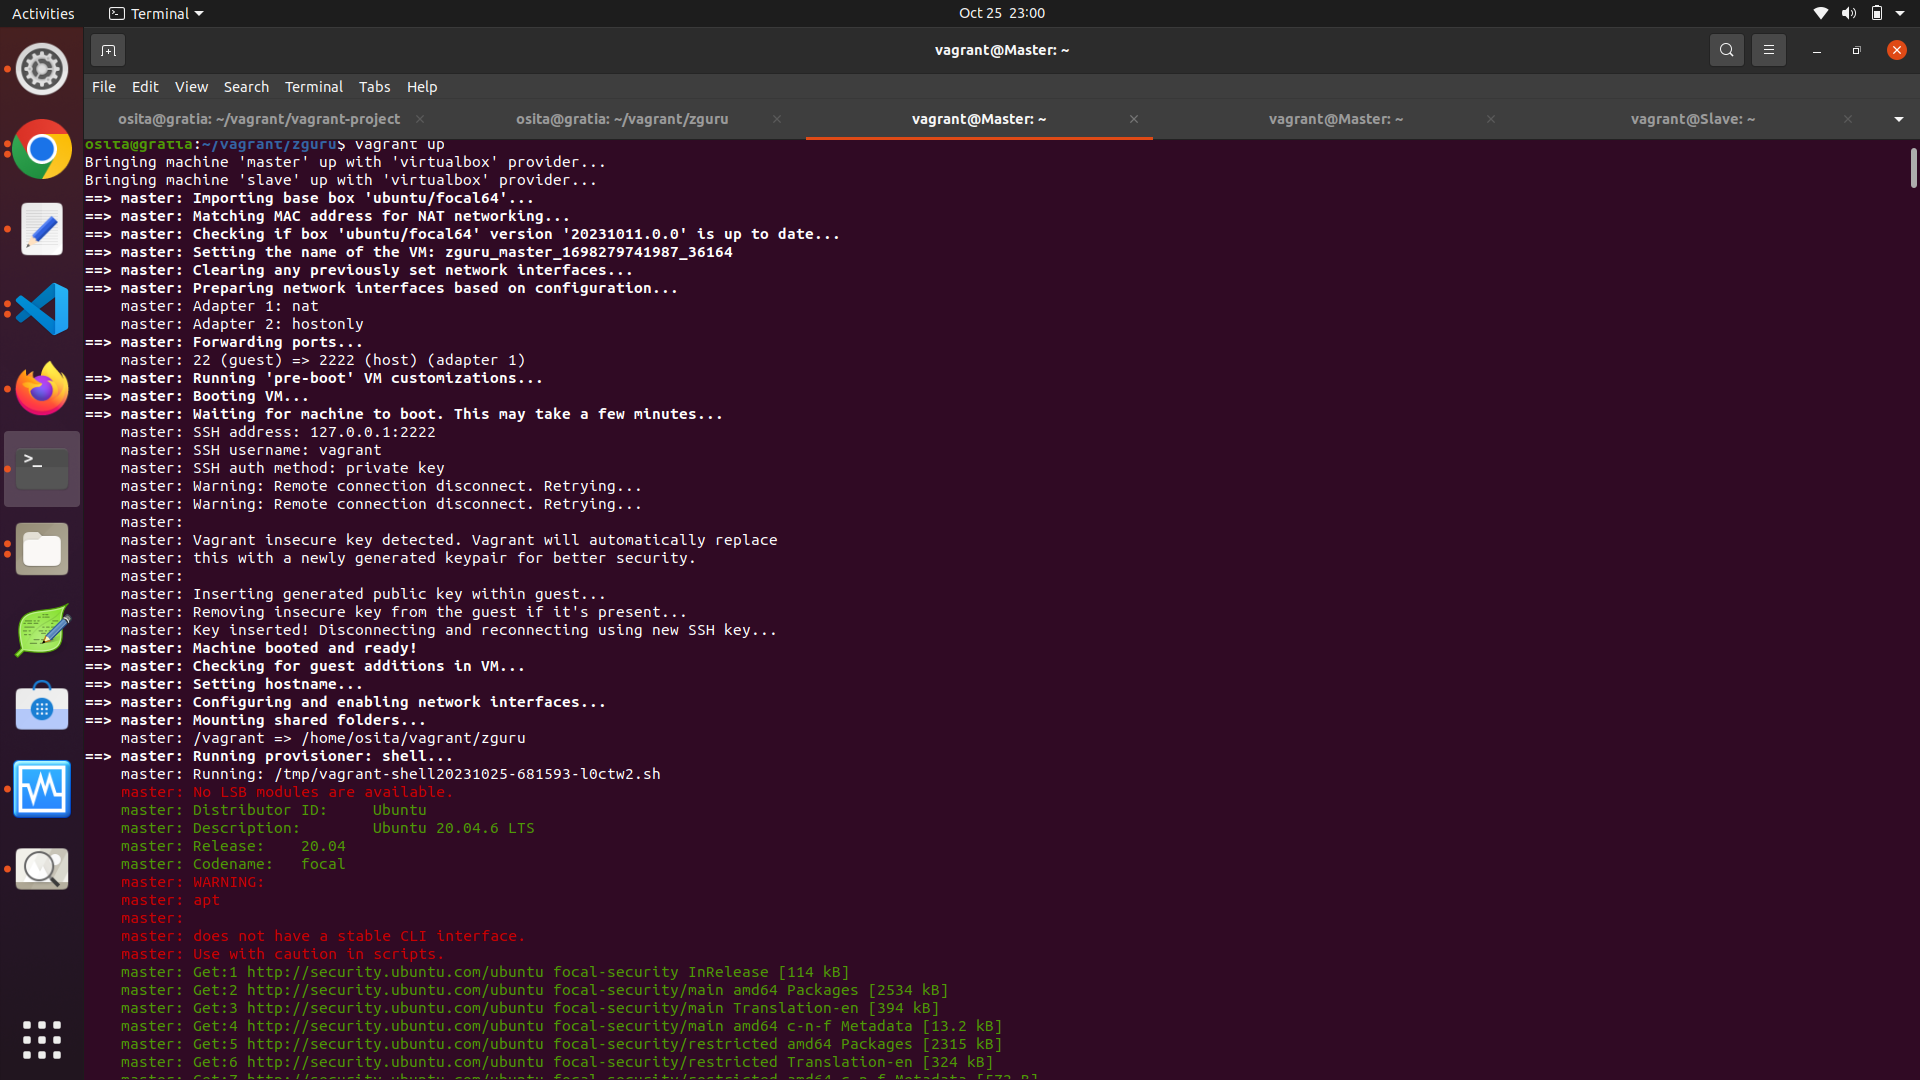 Activities Terminal Oct 25 23:00
vagrant@Master: ~
File Edit View Search Terminal Tabs Help
osita@gratia: ~/vagrant/vagrant-project osita@gratia: ~/vagrant/zguru vagrant@Master: ~ vagrant@Master: ~ vagrant@Slave: ~
osita@gratia:~/vagrant/zguru$ vagrant up
Bringing machine 'master' up with 'virtualbox' provider...
Bringing machine 'slave' up with 'virtualbox' provider...
==> master: Importing base box 'ubuntu/focal64'...
==> master: Matching MAC address for NAT networking...
==> master: Checking if box 'ubuntu/focal64' version '20231011.0.0' is up to date...
==> master: Setting the name of the VM: zguru_master_1698279741987_36164
==> master: Clearing any previously set network interfaces...
==> master: Preparing network interfaces based on configuration...
    master: Adapter 1: nat
    master: Adapter 2: hostonly
==> master: Forwarding ports...
    master: 22 (guest) => 2222 (host) (adapter 1)
==> master: Running 'pre-boot' VM customizations...
==> master: Booting VM...
==> master: Waiting for machine to boot. This may take a few minutes...
    master: SSH address: 127.0.0.1:2222
    master: SSH username: vagrant
    master: SSH auth method: private key
    master: Warning: Remote connection disconnect. Retrying...
    master: Warning: Remote connection disconnect. Retrying...
    master:
    master: Vagrant insecure key detected. Vagrant will automatically replace
    master: this with a newly generated keypair for better security.
    master:
    master: Inserting generated public key within guest...
    master: Removing insecure key from the guest if it's present...
    master: Key inserted! Disconnecting and reconnecting using new SSH key...
==> master: Machine booted and ready!
==> master: Checking for guest additions in VM...
==> master: Setting hostname...
==> master: Configuring and enabling network interfaces...
==> master: Mounting shared folders...
    master: /vagrant => /home/osita/vagrant/zguru
==> master: Running provisioner: shell...
    master: Running: /tmp/vagrant-shell20231025-681593-l0ctw2.sh
    master: No LSB modules are available.
    master: Distributor ID:     Ubuntu
    master: Description:        Ubuntu 20.04.6 LTS
    master: Release:    20.04
    master: Codename:   focal
    master: WARNING:
    master: apt
    master:
    master: does not have a stable CLI interface.
    master: Use with caution in scripts.
    master: Get:1 http://security.ubuntu.com/ubuntu focal-security InRelease [114 kB]
    master: Get:2 http://security.ubuntu.com/ubuntu focal-security/main amd64 Packages [2534 kB]
    master: Get:3 http://security.ubuntu.com/ubuntu focal-security/main Translation-en [394 kB]
    master: Get:4 http://security.ubuntu.com/ubuntu focal-security/main amd64 c-n-f Metadata [13.2 kB]
    master: Get:5 http://security.ubuntu.com/ubuntu focal-security/restricted amd64 Packages [2315 kB]
    master: Get:6 http://security.ubuntu.com/ubuntu focal-security/restricted Translation-en [324 kB]
    master: Get:7 http://security.ubuntu.com/ubuntu focal-security/restricted amd64 c-n-f Metadata [572 B]